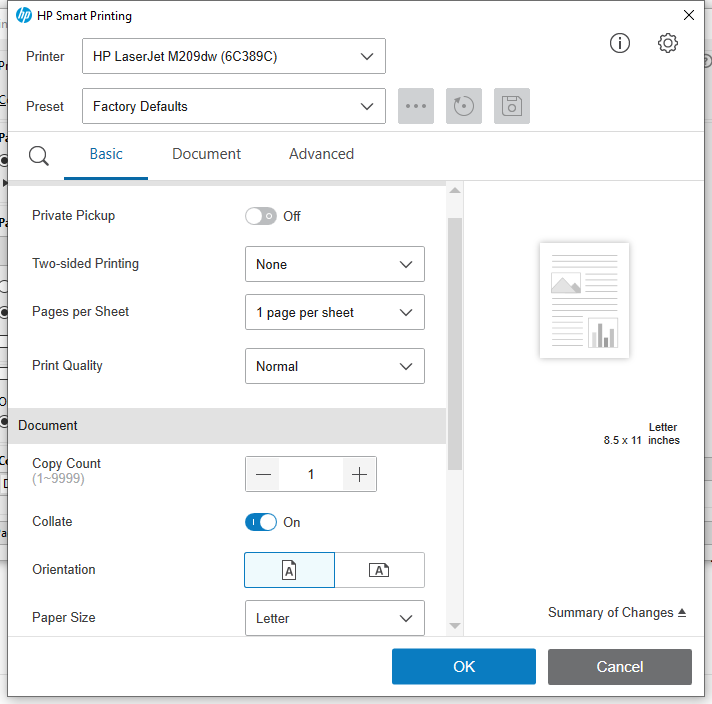 HP Smart Printing
Printer
HP LaserJet M209dw (6C389C)
Preset
Factory Defaults
Basic
Document
Advanced
Private Pickup
Off
Two-sided Printing
None
Pages per Sheet
1 page per sheet
Print Quality
Normal
Document
Copy Count
(1~9999)
1
Collate
On
Orientation
Paper Size
Letter
Letter
8.5 x 11 inches
Summary of Changes
OK
Cancel